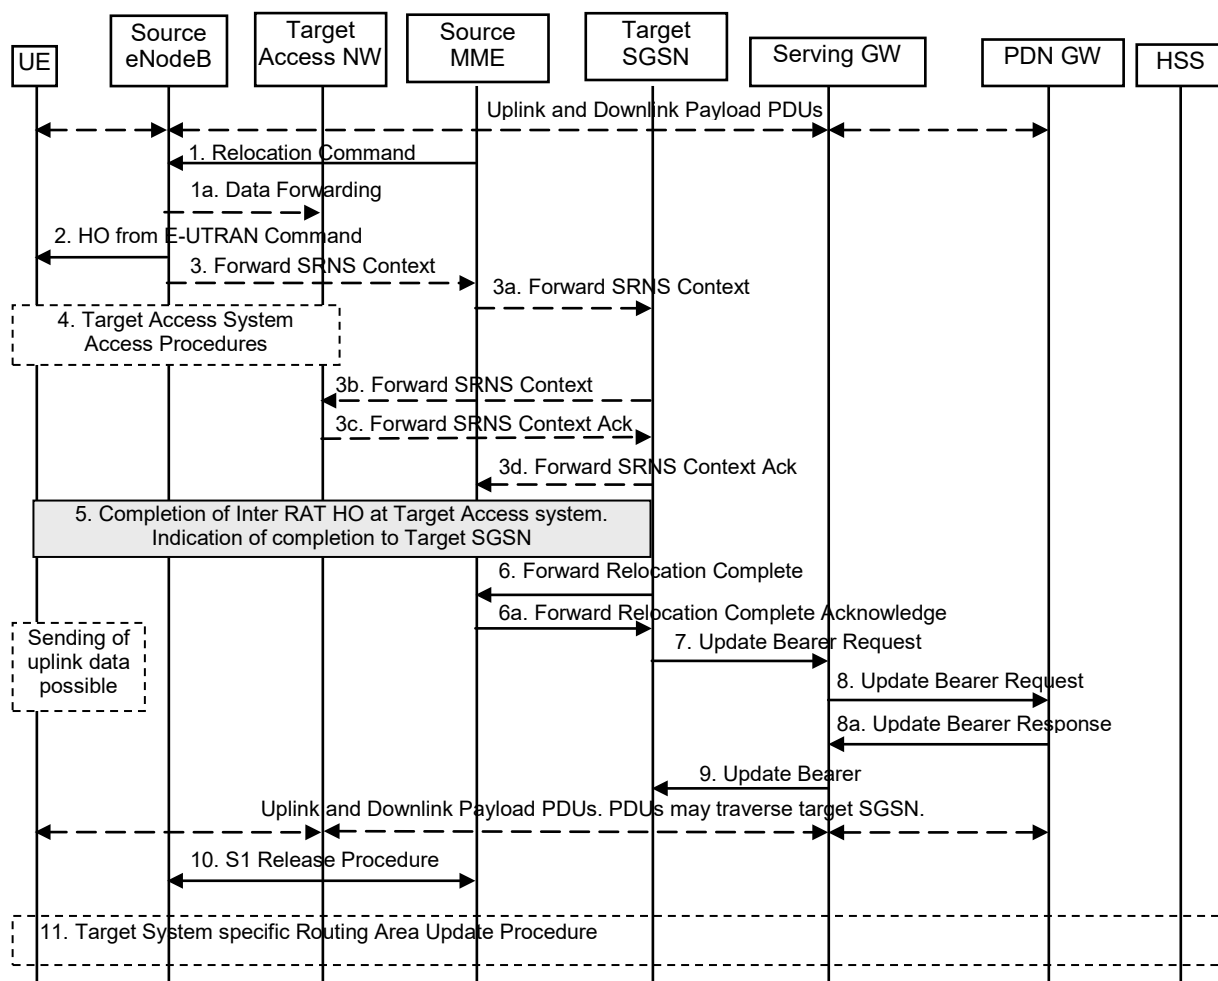 UE
Source
eNodeB
Target
Access NW
Source
MME
Target
SGSN
Serving GW
PDN GW
HSS
Uplink and Downlink Payload PDUs
1. Relocation Command
1a. Data Forwarding
2. HO from E-UTRAN Command
3. Forward SRNS Context
3a. Forward SRNS Context
4. Target Access System
Access Procedures
3b. Forward SRNS Context
3c. Forward SRNS Context Ack
3d. Forward SRNS Context Ack
5. Completion of Inter RAT HO at Target Access system.
Indication of completion to Target SGSN
6. Forward Relocation Complete
6a. Forward Relocation Complete Acknowledge
Sending of
uplink data
possible
7. Update Bearer Request
8. Update Bearer Request
8a. Update Bearer Response
9. Update Bearer
Uplink and Downlink Payload PDUs. PDUs may traverse target SGSN.
10. S1 Release Procedure
11. Target System specific Routing Area Update Procedure